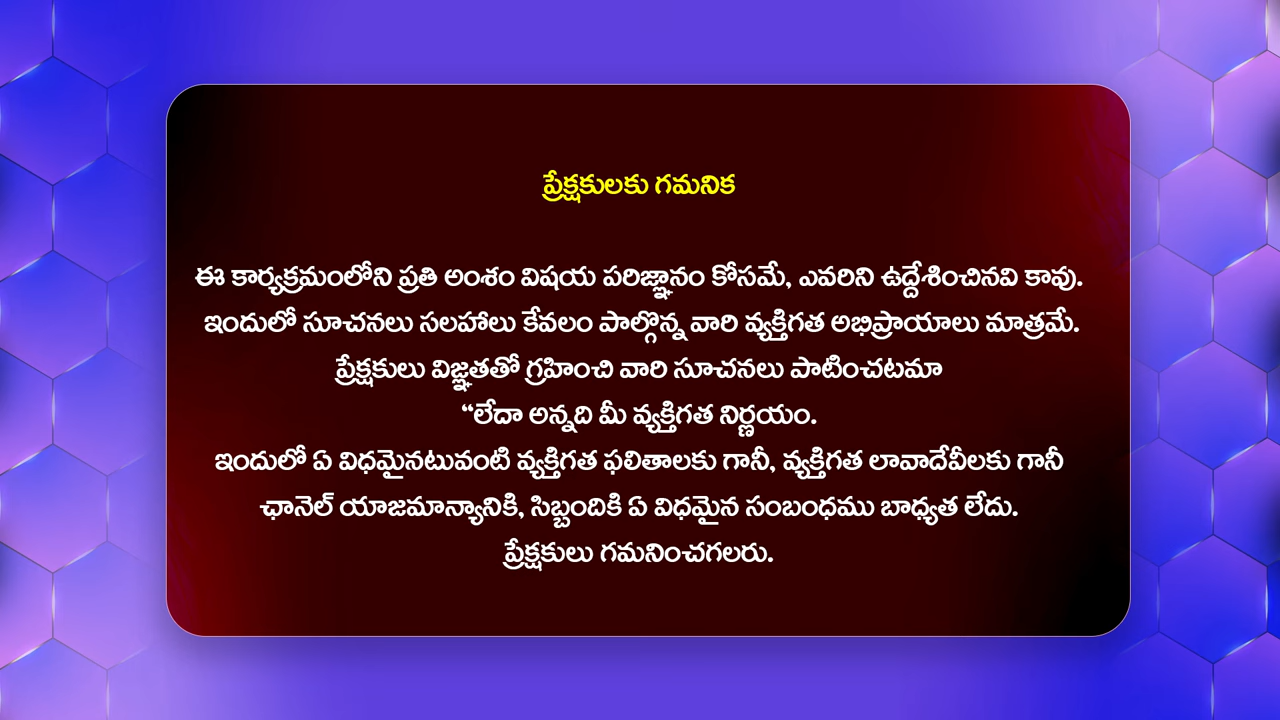 ప్రేక్షకులకు గమనిక
ఈ కార్యక్రమంలోని ప్రతి అంశం విషయ పరిజ్ఞానం కోసమే, ఎవరిని ఉద్దేశించినవి కావు.
ఇందులో సూచనలు సలహాలు కేవలం పాల్గొన్న వారి వ్యక్తిగత అభిప్రాయాలు మాత్రమే.
ప్రేక్షకులు విజ్ఞతతో గ్రహించి వారి సూచనలు పాటించటమా
“లేదా అన్నది మీ వ్యక్తిగత నిర్ణయం.
ఇందులో ఏ విధమైనటువంటి వ్యక్తిగత ఫలితాలకు గానీ, వ్యక్తిగత లావాదేవీలకు గానీ
ఛానెల్ యాజమాన్యానికి, సిబ్బందికి ఏ విధమైన సంబంధము బాధ్యత లేదు.
ప్రేక్షకులు గమనించగలరు.